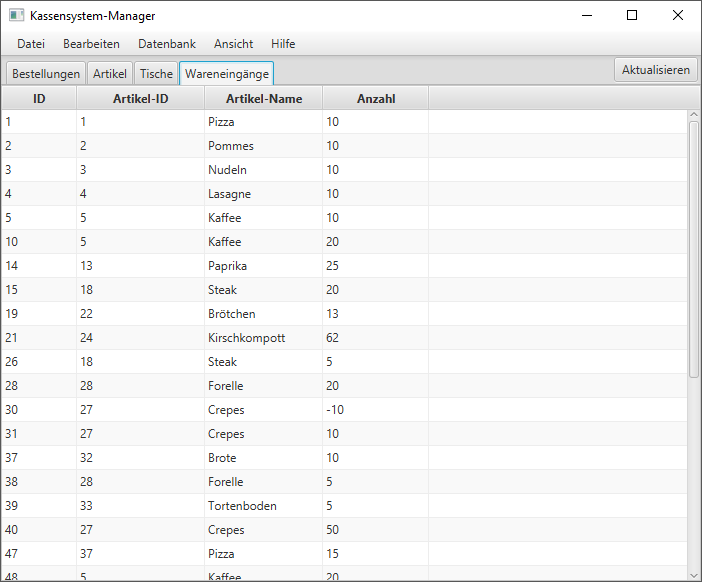 Kassensystem-Manager
Datei Bearbeiten Datenbank Ansicht Hilfe
Bestellungen Artikel Tische Wareneingänge Aktualisieren
ID Artikel-ID Artikel-Name Anzahl
1 1 Pizza 10
2 2 Pommes 10
3 3 Nudeln 10
4 4 Lasagne 10
5 5 Kaffee 10
10 5 Kaffee 20
14 13 Paprika 25
15 18 Steak 20
19 22 Brötchen 13
21 24 Kirschkompott 62
26 18 Steak 5
28 28 Forelle 20
30 27 Crepes -10
31 27 Crepes 10
37 32 Brote 10
38 28 Forelle 5
39 33 Tortenboden 5
40 27 Crepes 50
47 37 Pizza 15
48 5 Kaffee 20